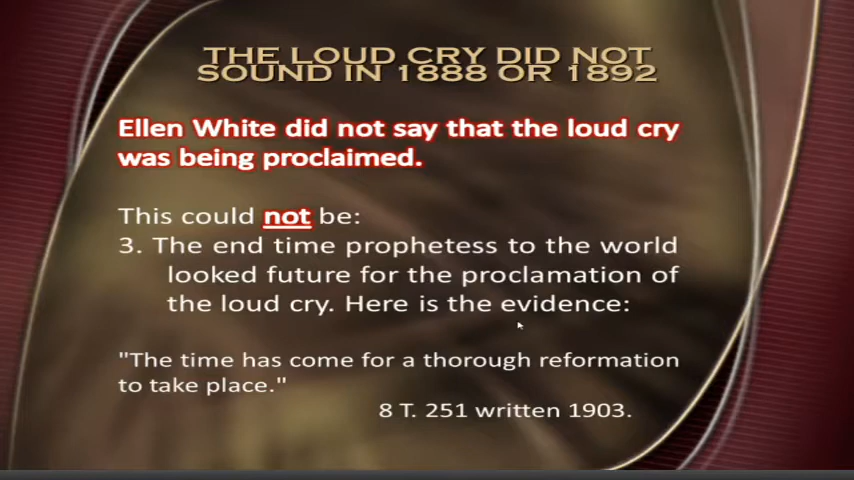 THE LOUD CRY DID NOT
SOUND IN 1888 OR 1892
Ellen White did not say that the loud cry
was being proclaimed.
This could not be:
3. The end time prophetess to the world
looked future for the proclamation of
the loud cry. Here is the evidence:
"The time has come for a thorough reformation
to take place."
8 T. 251 written 1903.